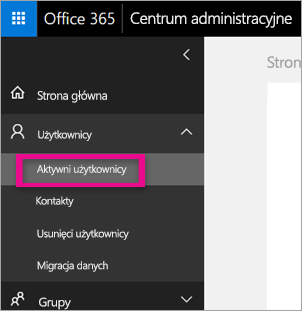 Office 365 Centrum administracyjne
Stron
Strona główna
Użytkownicy
Aktywni użytkownicy
Kontakty
Usunięci użytkownicy
Migracja danych
Grupy